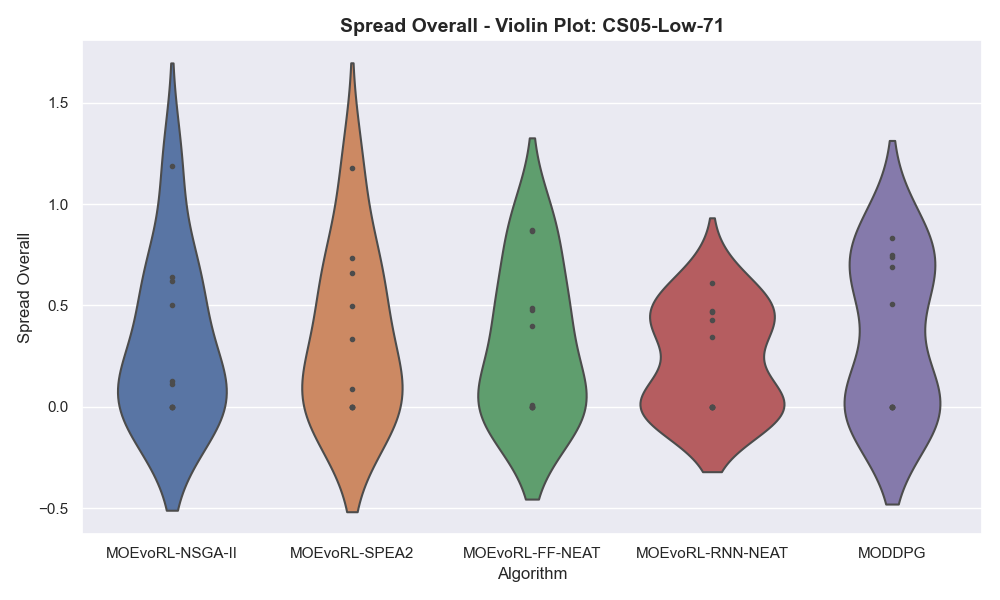 Spread Overall - Violin Plot: CS05-Low-71
Spread Overall
1.5
1.0
0.5
0.0
−0.5
MOEvoRL-NSGA-II
MOEvoRL-SPEA2
MOEvoRL-FF-NEAT
MOEvoRL-RNN-NEAT
MODDPG
Algorithm